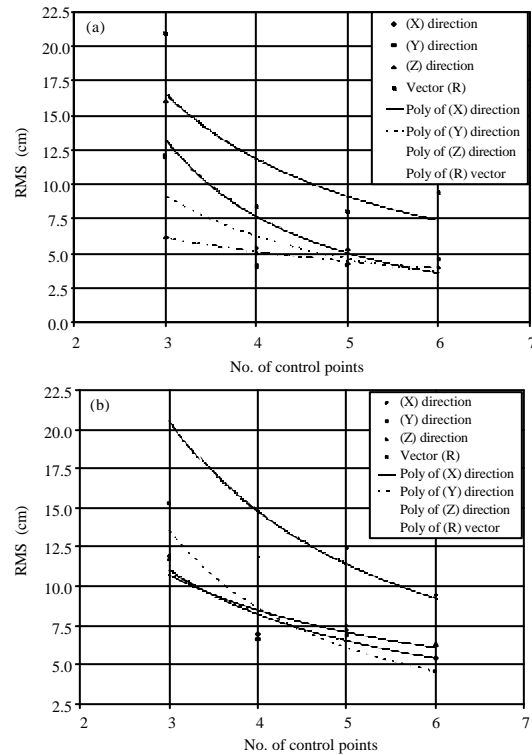 (a)
22.5
20.0
17.5
15.0
12.5
10.0
7.5
5.0
2.5
0.0
RMS (cm)
2 3 4 5 6 7
No. of control points
(X) direction
(Y) direction
(Z) direction
Vector (R)
Poly of (X) direction
Poly of (Y) direction
Poly of (Z) direction
Poly of (R) vector
(b)
22.5
20.0
17.5
15.0
12.5
10.0
7.5
5.0
2.5
RMS (cm)
2 3 4 5 6 7
No. of control points
(X) direction
(Y) direction
(Z) direction
Vector (R)
Poly of (X) direction
Poly of (Y) direction
Poly of (Z) direction
Poly of (R) vector